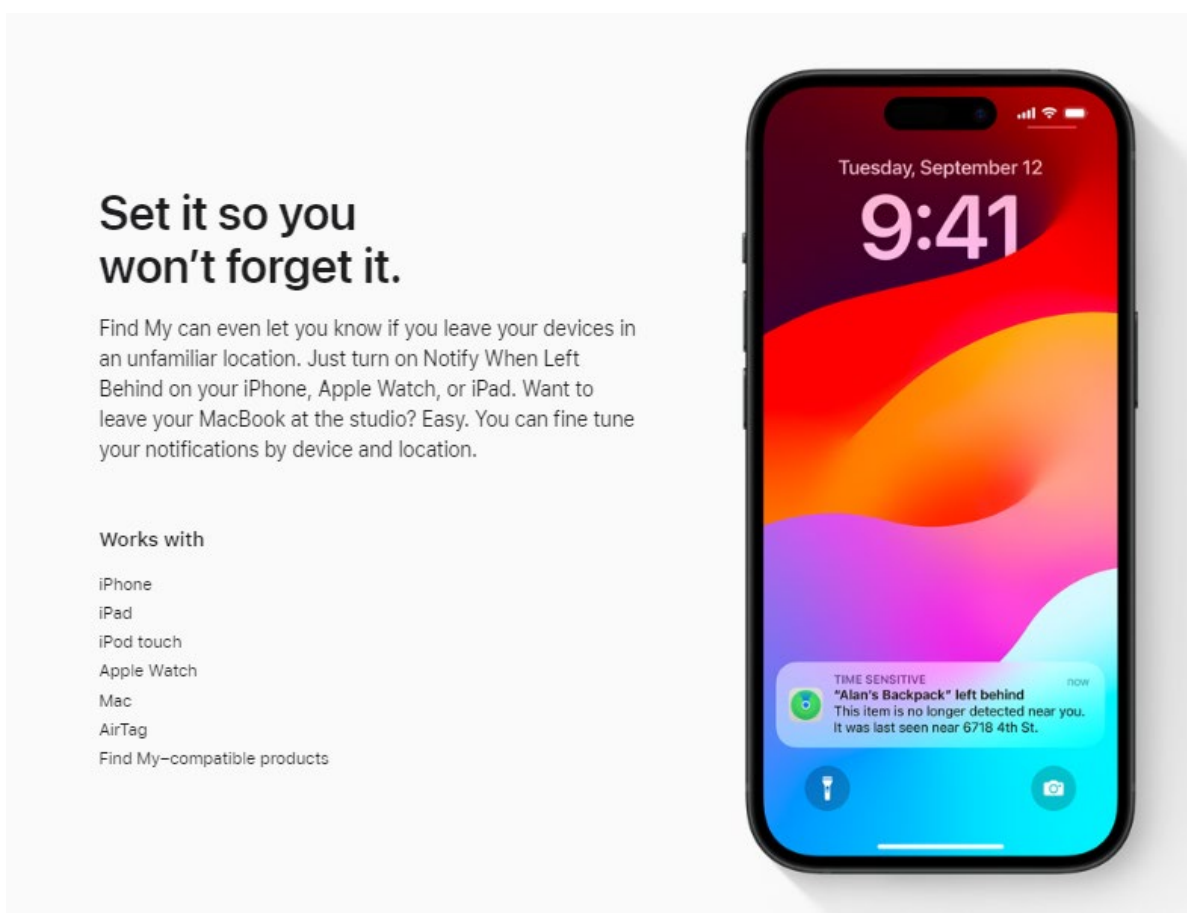 Set it so you
won’t forget it.
Find My can even let you know if you leave your devices in
an unfamiliar location. Just turn on Notify When Left
Behind on your iPhone, Apple Watch, or iPad. Want to
leave your MacBook at the studio? Easy. You can fine tune
your notifications by device and location.
Works with
iPhone
iPad
iPod touch
Apple Watch
Mac
AirTag
Find My–compatible products
Tuesday, September 12
9:41
TIME SENSITIVE
now
“Alan’s Backpack” left behind
This item is no longer detected near you.
It was last seen near 6718 4th St.